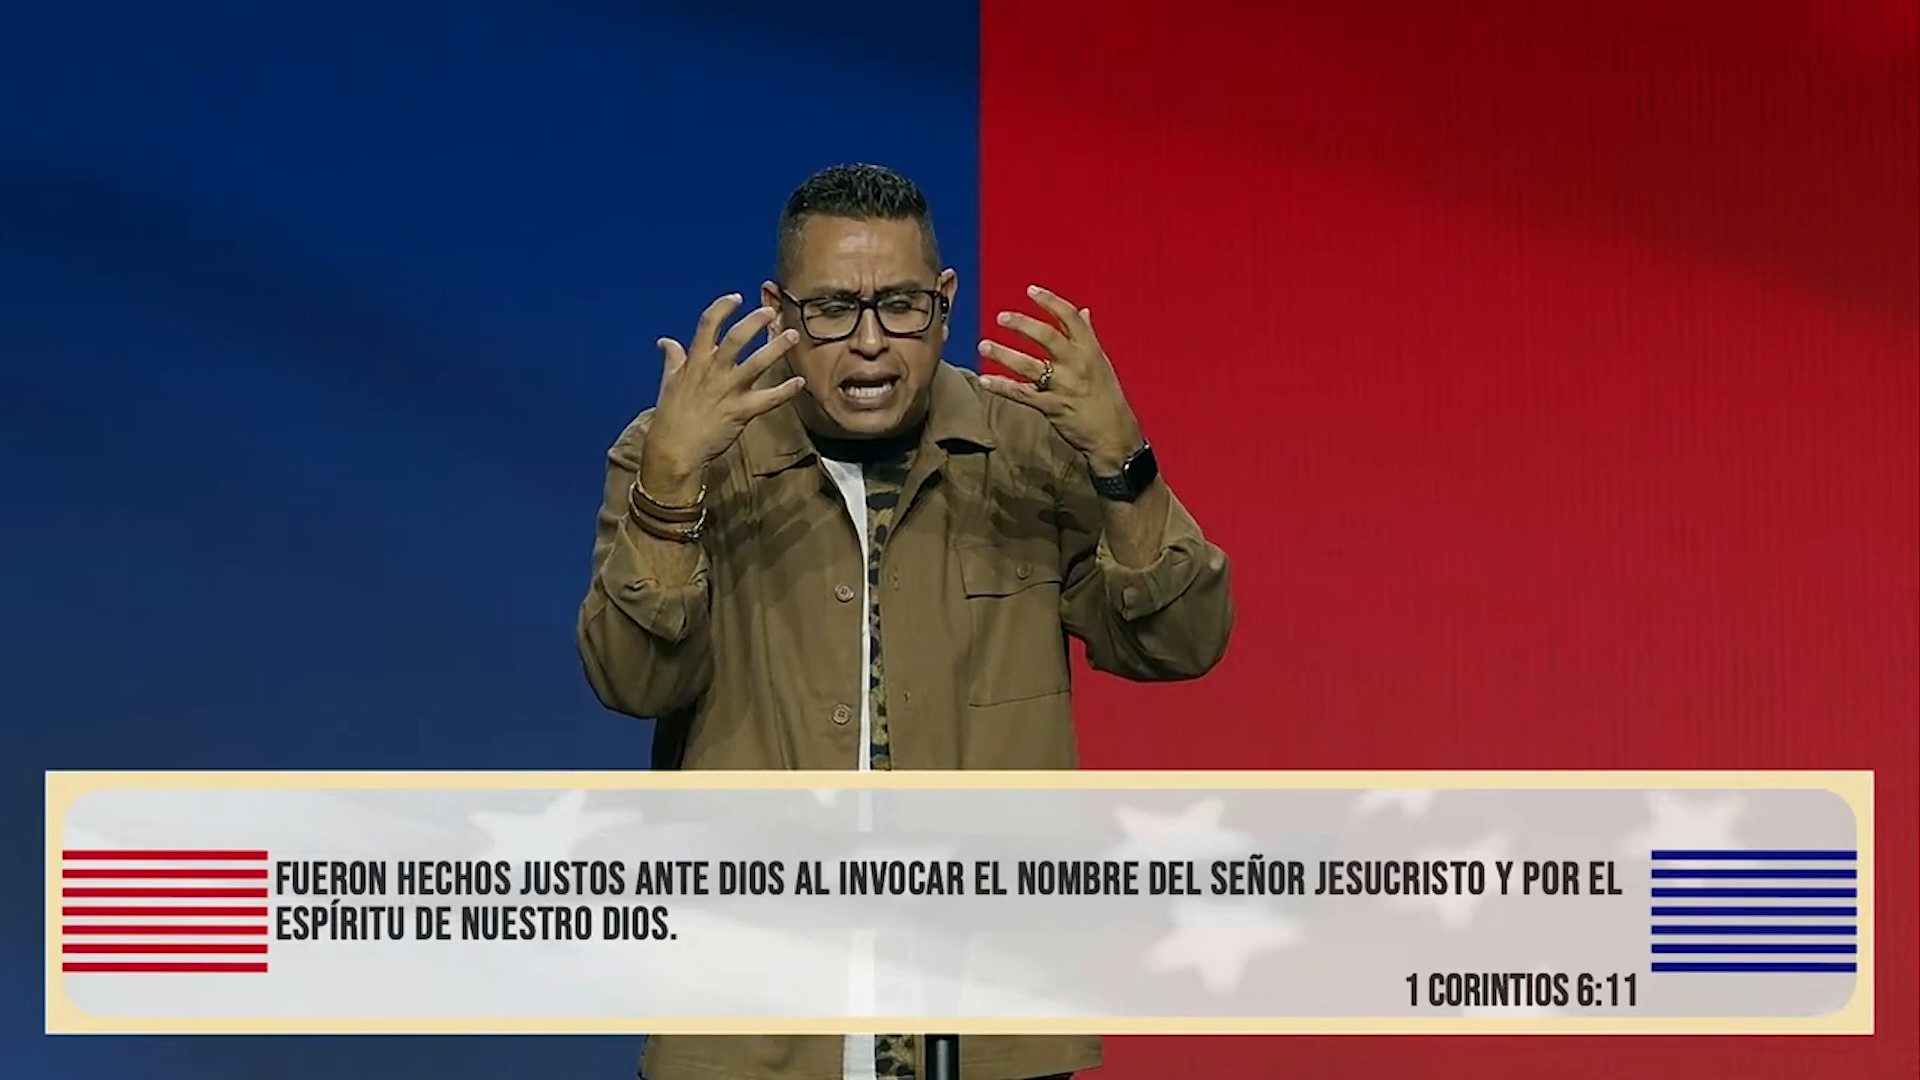 FUERON HECHOS JUSTOS ANTE DIOS AL INVOCAR EL NOMBRE DEL SEÑOR JESUCRISTO Y POR EL
ESPÍRITU DE NUESTRO DIOS.
1 CORINTIOS 6:11